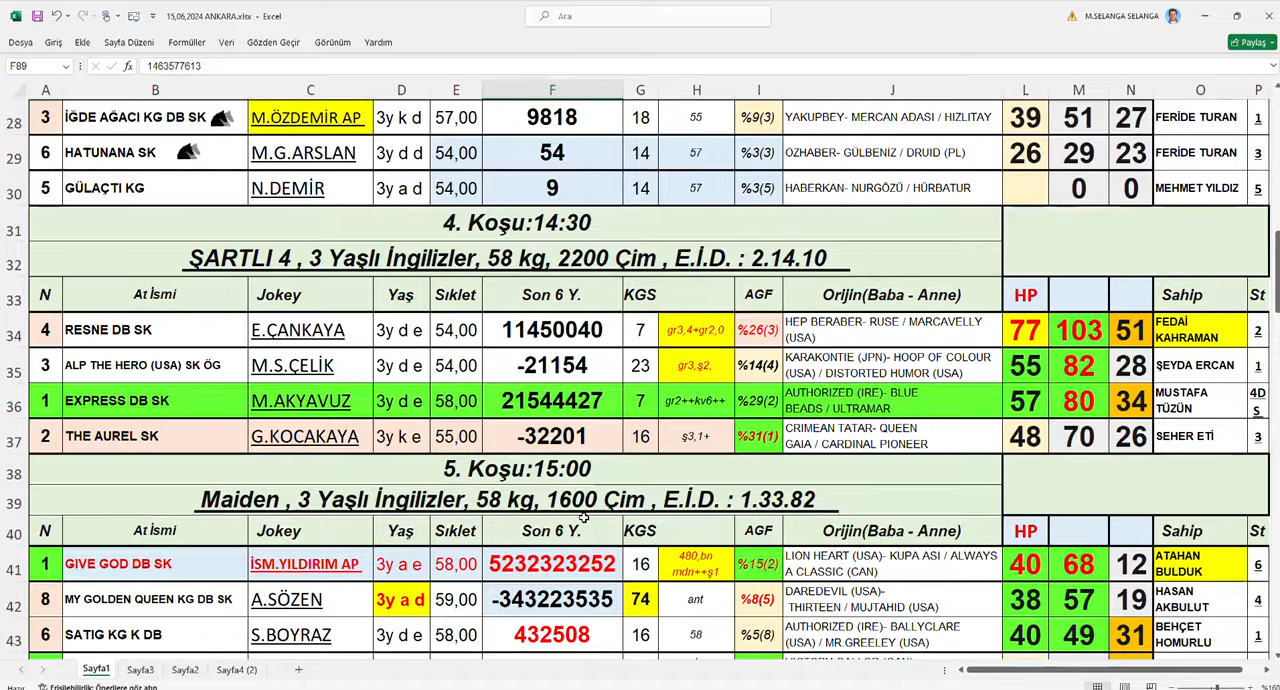 15,06,2024 ANKARA.xlsx - Excel
Ara
M.SELANGA SELANGA
Dosya Giriş Ekle Sayfa Düzeni Formüller Veri Gözden Geçir Görünüm Yardım
Paylaş
F89 fx 1463577613
A B C D E F G H I J L M N O P
28 3 İĞDE AĞACI KG DB SK M.ÖZDEMİR AP 3y k d 57,00 9818 18 55 %9(3) YAKUPBEY- MERCAN ADASI / HIZLITAY 39 51 27 FERİDE TURAN 1
29 6 HATUNANA SK M.G.ARSLAN 3y d d 54,00 54 14 57 %3(3) ÖZHABER- GÜLBENİZ / DRUID (PL) 26 29 23 FERİDE TURAN 3
30 5 GÜLAÇTI KG N.DEMİR 3y a d 54,00 9 14 57 %3(5) HABERKAN- NURGÖZÜ / HÜRBATUR 0 0 MEHMET YILDIZ 5
31 4. Koşu:14:30
32 ŞARTLI 4 , 3 Yaşlı İngilizler, 58 kg, 2200 Çim , E.İ.D. : 2.14.10
33 N At İsmi Jokey Yaş Sıklet Son 6 Y. KGS AGF Orijin(Baba - Anne) HP Sahip St
34 4 RESNE DB SK E.ÇANKAYA 3y d e 54,00 11450040 7 gr3,4+gr2,0 %26(3) HEP BERABER- RUSE / MARCAVELLY (USA) 77 103 51 FEDAİ KAHRAMAN 2
35 3 ALP THE HERO (USA) SK ÖG M.S.ÇELİK 3y d e 54,00 -21154 23 gr3,ş2, %14(4) KARAKONTIE (JPN)- HOOP OF COLOUR (USA) / DISTORTED HUMOR (USA) 55 82 28 ŞEYDA ERCAN 1
36 1 EXPRESS DB SK M.AKYAVUZ 3y d e 58,00 21544427 7 gr2++kv6++ %29(2) AUTHORIZED (IRE)- BLUE BEADS / ULTRAMAR 57 80 34 MUSTAFA TÜZÜN 4D S
37 2 THE AUREL SK G.KOCAKAYA 3y k e 55,00 -32201 16 ş3,1+ %31(1) CRIMEAN TATAR- QUEEN GAIA / CARDINAL PIONEER 48 70 26 SEHER ETİ 3
38 5. Koşu:15:00
39 Maiden , 3 Yaşlı İngilizler, 58 kg, 1600 Çim , E.İ.D. : 1.33.82
40 N At İsmi Jokey Yaş Sıklet Son 6 Y. KGS AGF Orijin(Baba - Anne) HP Sahip St
41 1 GIVE GOD DB SK İSM.YILDIRIM AP 3y a e 58,00 5232323252 16 480,bn mdn++ş1 %15(2) LION HEART (USA)- KUPA ASI / ALWAYS A CLASSIC (CAN) 40 68 12 ATAHAN BULDUK 6
42 8 MY GOLDEN QUEEN KG DB SK A.SÖZEN 3y a d 59,00 -343223535 74 ant %8(5) DAREDEVIL (USA)- THIRTEEN / MUJTAHID (USA) 38 57 19 HASAN AKBULUT 4
43 6 SATIG KG K DB S.BOYRAZ 3y d e 58,00 432508 16 58 %5(8) AUTHORIZED (IRE)- BALLYCLARE (USA) / MR.GREELEY (USA) 40 49 31 BEHÇET HOMURLU 1
Sayfa1 Sayfa3 Sayfa2 Sayfa4 (2)
Hazır Erişilebilirlik: Önerilere göz atın
%160